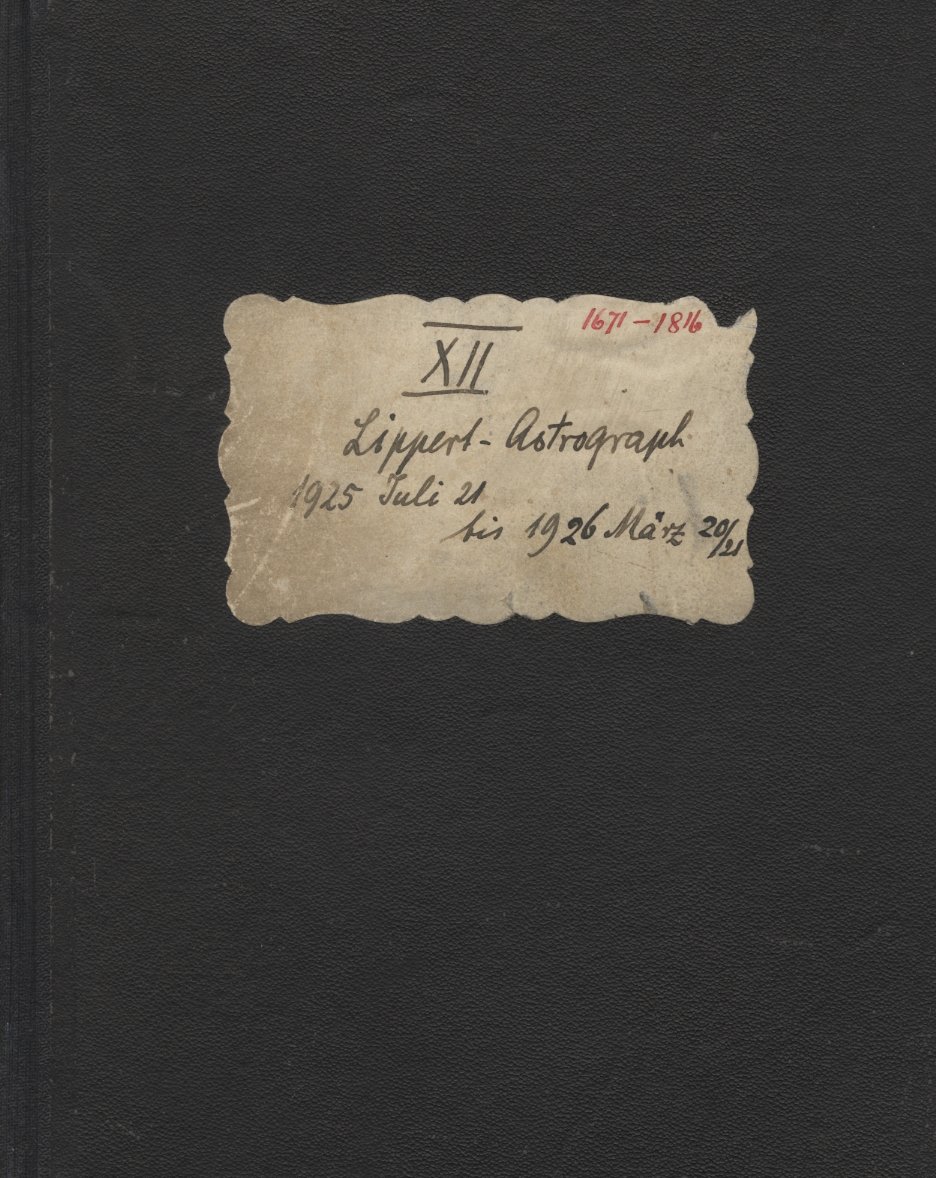 1671 – 1816
XII
Lippert - Astrograph
1925 Juli 21
bis 1926 März 20/21